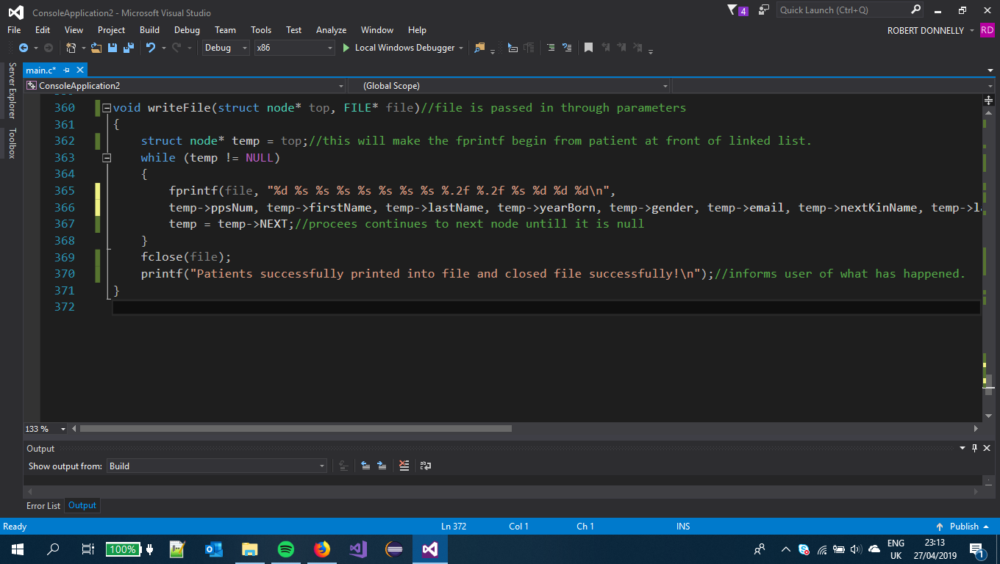 ConsoleApplication2 - Microsoft Visual Studio
4
Quick Launch (Ctrl+Q)
File Edit View Project Build Debug Team Tools Test Analyze Window Help
ROBERT DONNELLY RD
Debug x86 Local Windows Debugger
Server Explorer
Toolbox
main.c*
ConsoleApplication2 (Global Scope)
360 void writeFile(struct node* top, FILE* file)//file is passed in through parameters
361 {
362 struct node* temp = top;//this will make the fprintf begin from patient at front of linked list.
363 while (temp != NULL)
364 {
365 fprintf(file, "%d %s %s %s %s %s %s %s %.2f %.2f %s %d %d %d\n",
366 temp->ppsNum, temp->firstName, temp->lastName, temp->yearBorn, temp->gender, temp->email, temp->nextKinName, temp->l
367 temp = temp->NEXT;//procees continues to next node untill it is null
368 }
369 fclose(file);
370 printf("Patients successfully printed into file and closed file successfully!\n");//informs user of what has happened.
371 }
372
133 %
Output
Show output from: Build
Error List Output
Ready Ln 372 Col 1 Ch 1 INS Publish
100%
ENG
UK
23:13
27/04/2019
1